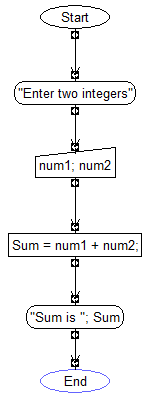 Start
"Enter two integers"
num1; num2
Sum = num1 + num2;
"Sum is "; Sum
End